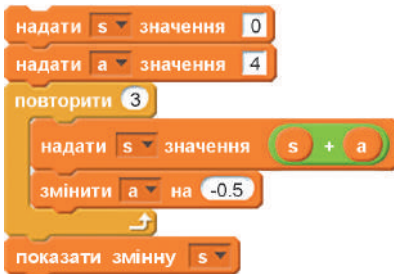 надати s значення 0
надати a значення 4
повторити 3
надати s значення s + a
змінити a на -0.5
показати змінну s